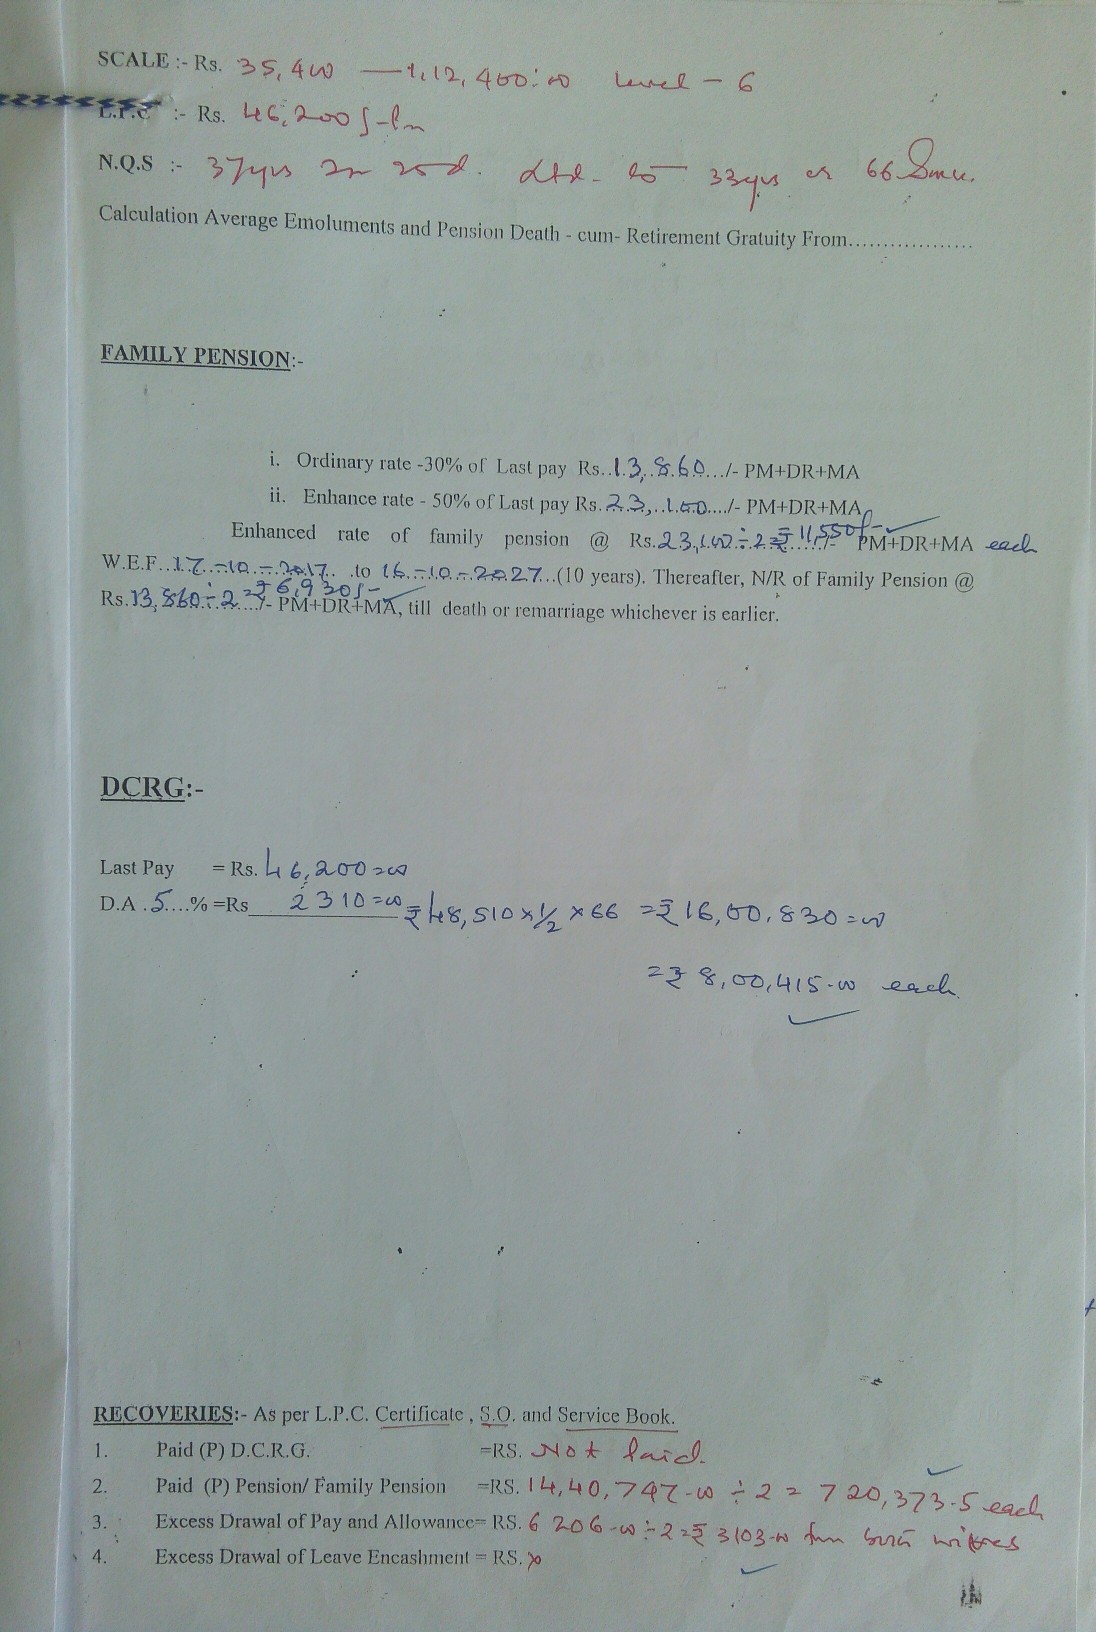 SCALE :- Rs. 35,400 — 1,12,400:00 Level - 6
L.P.C :- Rs. 46,200/-Pm
N.Q.S :- 37yrs 2m 25d. Ltd. to 33yrs or 66
Calculation Average Emoluments and Pension Death - cum- Retirement Gratuity From..................
FAMILY PENSION:-
i. Ordinary rate -30% of Last pay Rs..13,860.../- PM+DR+MA
ii. Enhance rate - 50% of Last pay Rs.23,100..../- PM+DR+MA
Enhanced rate of family pension @ Rs.23,100÷2=₹11,550/- PM+DR+MA each
W.E.F..17-10-2017. .to 16-10-2027...(10 years). Thereafter, N/R of Family Pension @
Rs.13,860÷2=₹6,930/- PM+DR+MA, till death or remarriage whichever is earlier.
DCRG:-
Last Pay = Rs. 46,200=00
D.A .5....% =Rs 2310=00 = ₹48,510 x 1/2 x 66 = ₹16,00,830=00
=₹ 8,00,415-00 each.
RECOVERIES:- As per L.P.C. Certificate , S.O. and Service Book.
1. Paid (P) D.C.R.G. =RS. Not Paid.
2. Paid (P) Pension/ Family Pension =RS. 14,40,747-00 ÷ 2 = 720,373-5 each
3. Excess Drawal of Pay and Allowance= RS. 6206-00÷2=₹3103-00 from both
4. Excess Drawal of Leave Encashment = RS. x